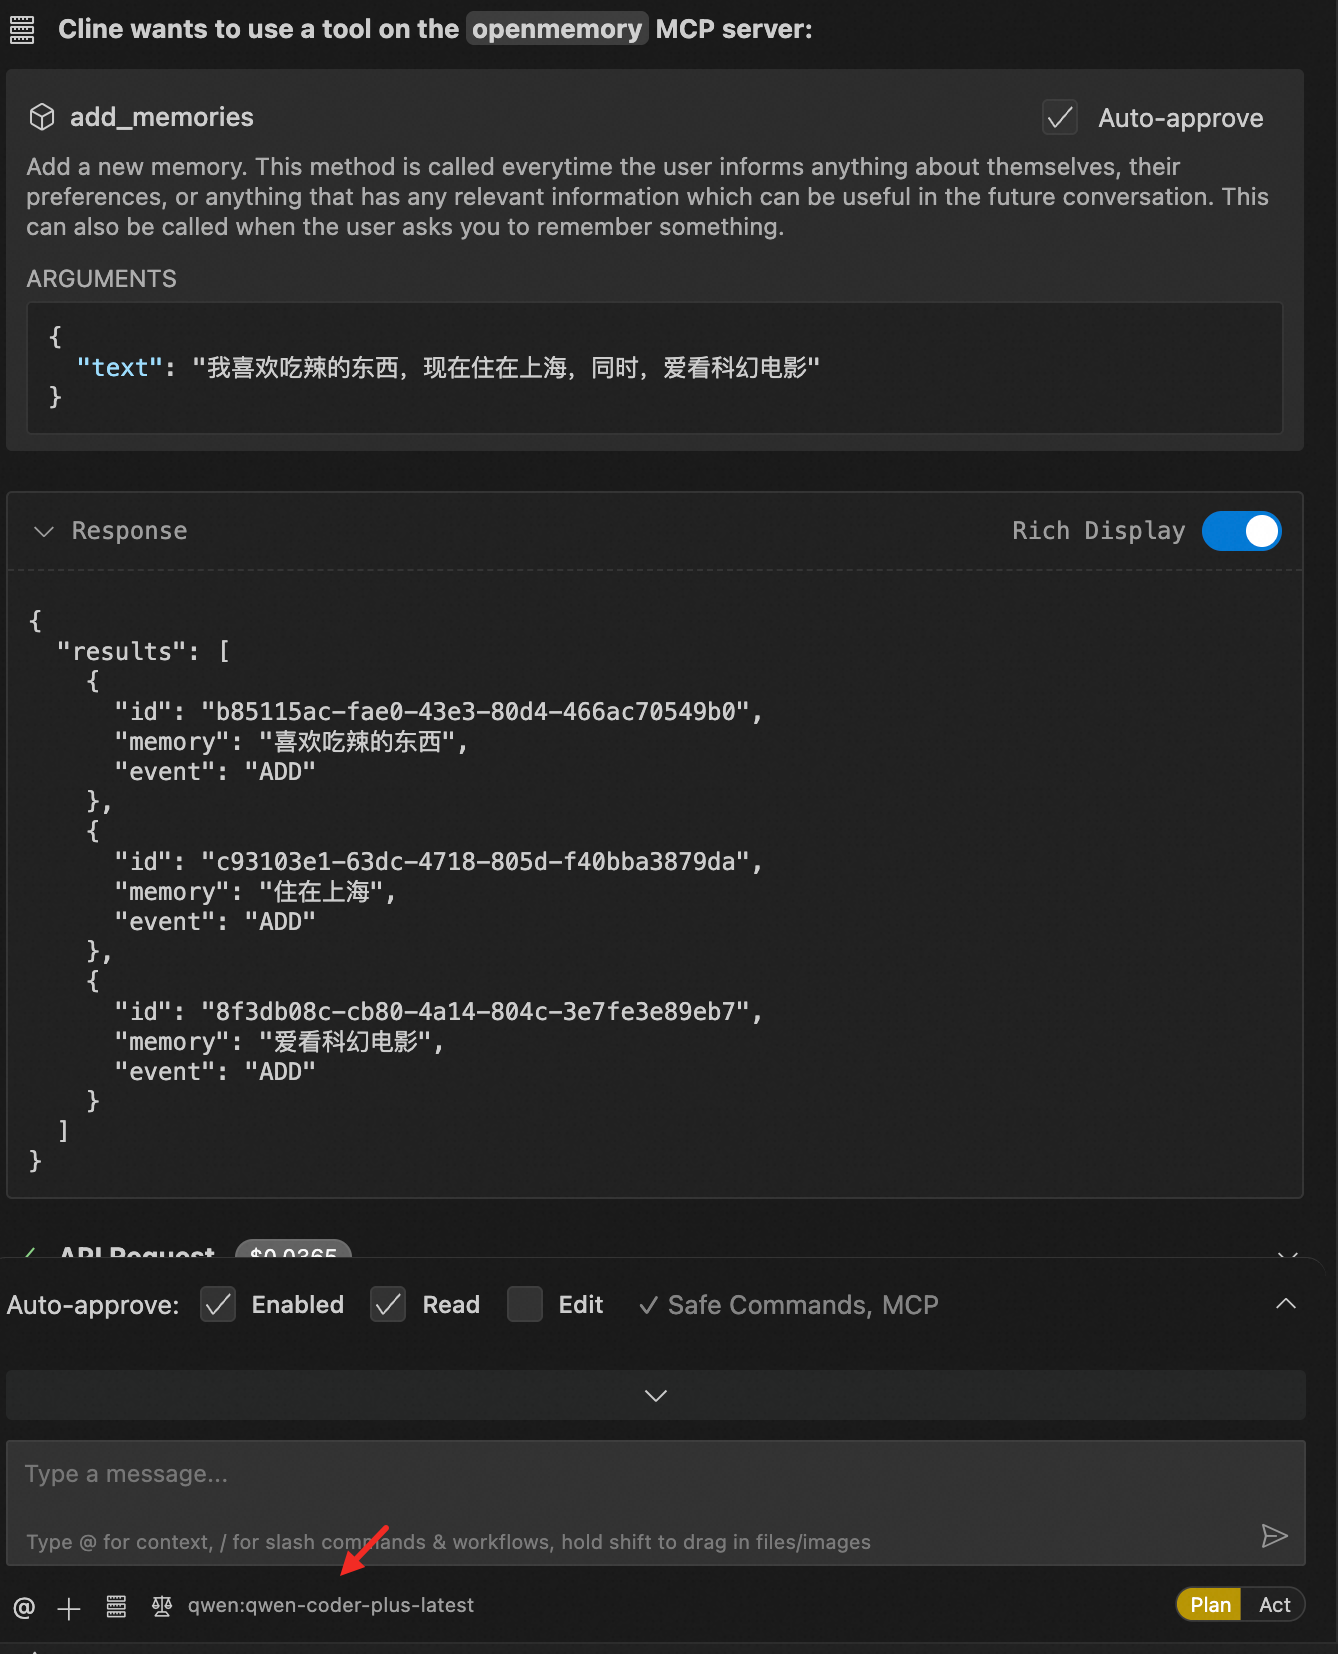 Cline wants to use a tool on the openmemory MCP server:
add_memories
Auto-approve
Add a new memory. This method is called everytime the user informs anything about themselves, their
preferences, or anything that has any relevant information which can be useful in the future conversation. This
can also be called when the user asks you to remember something.
ARGUMENTS
{
"text": "我喜欢吃辣的东西，现在住在上海，同时，爱看科幻电影"
}
Response
Rich Display
{
"results": [
{
"id": "b85115ac-fae0-43e3-80d4-466ac70549b0",
"memory": "喜欢吃辣的东西",
"event": "ADD"
},
{
"id": "c93103e1-63dc-4718-805d-f40bba3879da",
"memory": "住在上海",
"event": "ADD"
},
{
"id": "8f3db08c-cb80-4a14-804c-3e7fe3e89eb7",
"memory": "爱看科幻电影",
"event": "ADD"
}
]
}
API Request $0.0365
Auto-approve: Enabled Read Edit ✓ Safe Commands, MCP
Type a message...
Type @ for context, / for slash commands & workflows, hold shift to drag in files/images
@ + qwen:qwen-coder-plus-latest
Plan Act